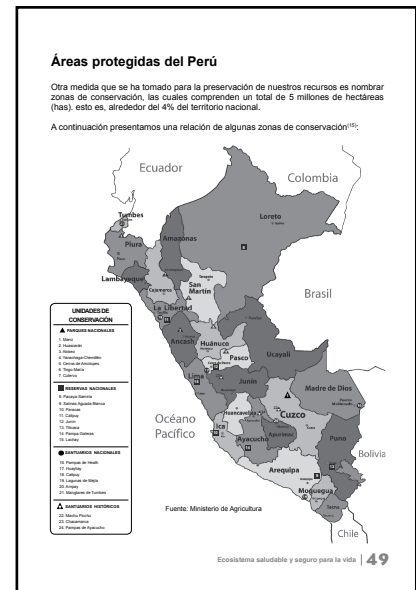 Áreas protegidas del Perú
Otra medida que se ha tomado para la preservación de nuestros recursos es nombrar
zonas de conservación, las cuales comprenden un total de 5 millones de hectáreas
(has). esto es, alrededor del 4% del territorio nacional.
A continuación presentamos una relación de algunas zonas de conservación(15):
Ecuador
Colombia
Tumbes
Loreto
Piura
Amazonas
Lambayeque
San
Martín
Cajamarca
Brasil
La Libertad
Ancash
Huánuco
Pasco
Ucayali
Lima
Junín
Madre de Dios
Huancavelica
Cuzco
Océano
Pacífico
Ica
Ayacucho
Apurímac
Puno
Bolivia
Arequipa
Moquegua
Tacna
Chile
UNIDADES DE
CONSERVACIÓN
PARQUES NACIONALES
1. Manú
2. Huascarán
3. Abiseo
4. Yanachaga Chemillén
5. Cerros de Amotapes
6. Tingo María
7. Cutervo
RESERVAS NACIONALES
8. Pacaya Samiria
9. Salinas Aguada Blanca
10. Paracas
11. Calipuy
12. Junín
13. Titicaca
14. Pampa Galeras
15. Lachay
SANTUARIOS NACIONALES
16. Pampas de Heath
17. Huayllay
18. Calipuy
19. Lagunas de Mejía
20. Ampay
21. Manglares de Tumbes
SANTUARIOS HISTÓRICOS
22. Machu Picchu
23. Chacamarca
24. Pampas de Ayacucho
Fuente: Ministerio de Agricultura
Ecosistema saludable y seguro para la vida | 49